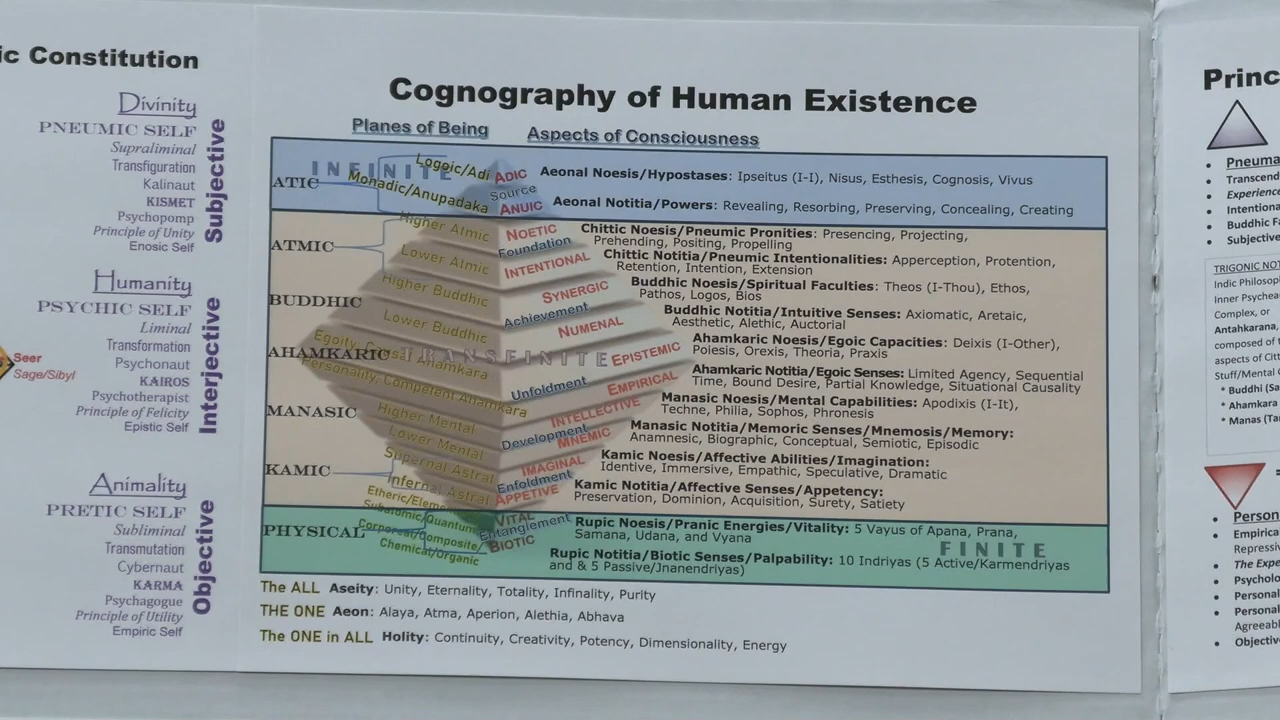 ic Constitution
Divinity
PNEUMIC SELF
Supraliminal
Transfiguration
Kalinaut
KISMET
Psychopomp
Principle of Unity
Enosic Self
Subjective
Humanity
PSYCHIC SELF
Liminal
Transformation
Psychonaut
KAIROS
Psychotherapist
Principle of Felicity
Epistic Self
Interjective
Seer
Sage/Sibyl
Animality
PRETIC SELF
Subliminal
Transmutation
Cybernaut
KARMA
Psychagogue
Principle of Utility
Empiric Self
Objective
Cognography of Human Existence
Planes of Being
Aspects of Consciousness
INFINITE
ATIC
Logoic/Adi
Monadic/Anupadaka
ADIC
Source
ANUIC
Aeonal Noesis/Hypostases: Ipseitus (I-I), Nisus, Esthesis, Cognosis, Vivus
Aeonal Notitia/Powers: Revealing, Resorbing, Preserving, Concealing, Creating
ATMIC
Higher Atmic
Lower Atmic
NOETIC
Foundation
INTENTIONAL
Chittic Noesis/Pneumic Pronities: Presencing, Projecting,
Prehending, Positing, Propelling
Chittic Notitia/Pneumic Intentionalities: Apperception, Protention,
Retention, Intention, Extension
BUDDHIC
Higher Buddhic
Lower Buddhic
SYNERGIC
Achievement
NUMENAL
Buddhic Noesis/Spiritual Faculties: Theos (I-Thou), Ethos,
Pathos, Logos, Bios
Buddhic Notitia/Intuitive Senses: Axiomatic, Aretaic,
Aesthetic, Alethic, Auctorial
AHAMKARIC
TRANSFINITE
Egoity, Causal Ahamkara
Personality, Competent Ahamkara
EPISTEMIC
Unfoldment
EMPIRICAL
Ahamkaric Noesis/Egoic Capacities: Deixis (I-Other),
Poiesis, Orexis, Theoria, Praxis
Ahamkaric Notitia/Egoic Senses: Limited Agency, Sequential
Time, Bound Desire, Partial Knowledge, Situational Causality
MANASIC
Higher Mental
Lower Mental
INTELLECTIVE
Development
MNEMIC
Manasic Noesis/Mental Capabilities: Apodixis (I-It),
Techne, Philia, Sophos, Phronesis
Manasic Notitia/Memoric Senses/Mnemosis/Memory:
Anamnesic, Biographic, Conceptual, Semiotic, Episodic
KAMIC
Supernal Astral
Infernal Astral
IMAGINAL
Enfoldment
APPETIVE
Kamic Noesis/Affective Abilities/Imagination:
Identive, Immersive, Empathic, Speculative, Dramatic
Kamic Notitia/Affective Senses/Appetency:
Preservation, Dominion, Acquisition, Surety, Satiety
PHYSICAL
Etheric/Eleme
Subatomic/Quantum
Corporeal/Composite/
Chemical/Organic
VITAL
Entanglement
BIOTIC
Rupic Noesis/Pranic Energies/Vitality: 5 Vayus of Apana, Prana,
Samana, Udana, and Vyana
FINITE
Rupic Notitia/Biotic Senses/Palpability: 10 Indriyas (5 Active/Karmendriyas
and & 5 Passive/Jnanendriyas)
The ALL Aseity: Unity, Eternality, Totality, Infinality, Purity
THE ONE Aeon: Alaya, Atma, Aperion, Alethia, Abhava
The ONE in ALL Holity: Continuity, Creativity, Potency, Dimensionality, Energy
Princ
Pneuma
• Transcend
• Experienc
• Intentiona
• Buddhic F
• Subjective
TRIGONIC NOT
Indic Philosop
Inner Psychea
Complex, or
Antahkarana,
composed of t
aspects of Citt
Stuff/Mental C
* Buddhi (Sa
* Ahamkara
* Manas (Ta
=
Person
• Empirica
Repressi
• The Expe
• Psycholo
• Personal
• Personal
Agreeabl
• Objectiv